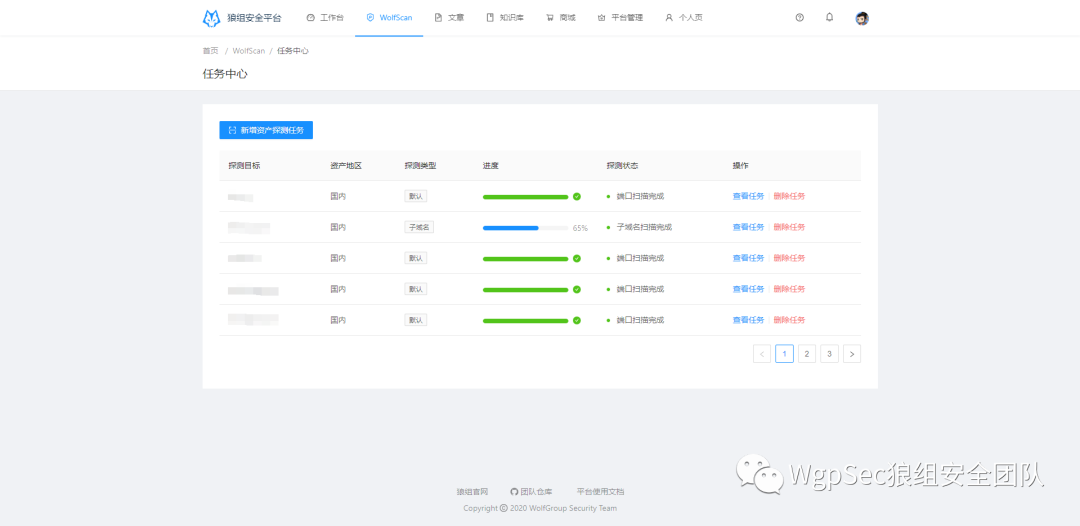 狼组安全平台 工作台 WolfScan 文章 知识库 商城 平台管理 个人页
首页 / WolfScan / 任务中心
任务中心
新增资产探测任务
探测目标 资产地区 探测类型 进度 探测状态 操作
国内 默认 端口扫描完成 查看任务 删除任务
国内 子域名 65% 子域名扫描完成 查看任务 删除任务
国内 默认 端口扫描完成 查看任务 删除任务
国内 默认 端口扫描完成 查看任务 删除任务
国内 默认 端口扫描完成 查看任务 删除任务
< 1 2 3 >
WgpSec狼组安全团队
狼组官网 团队仓库 平台使用文档
Copyright © 2020 WolfGroup Security Team